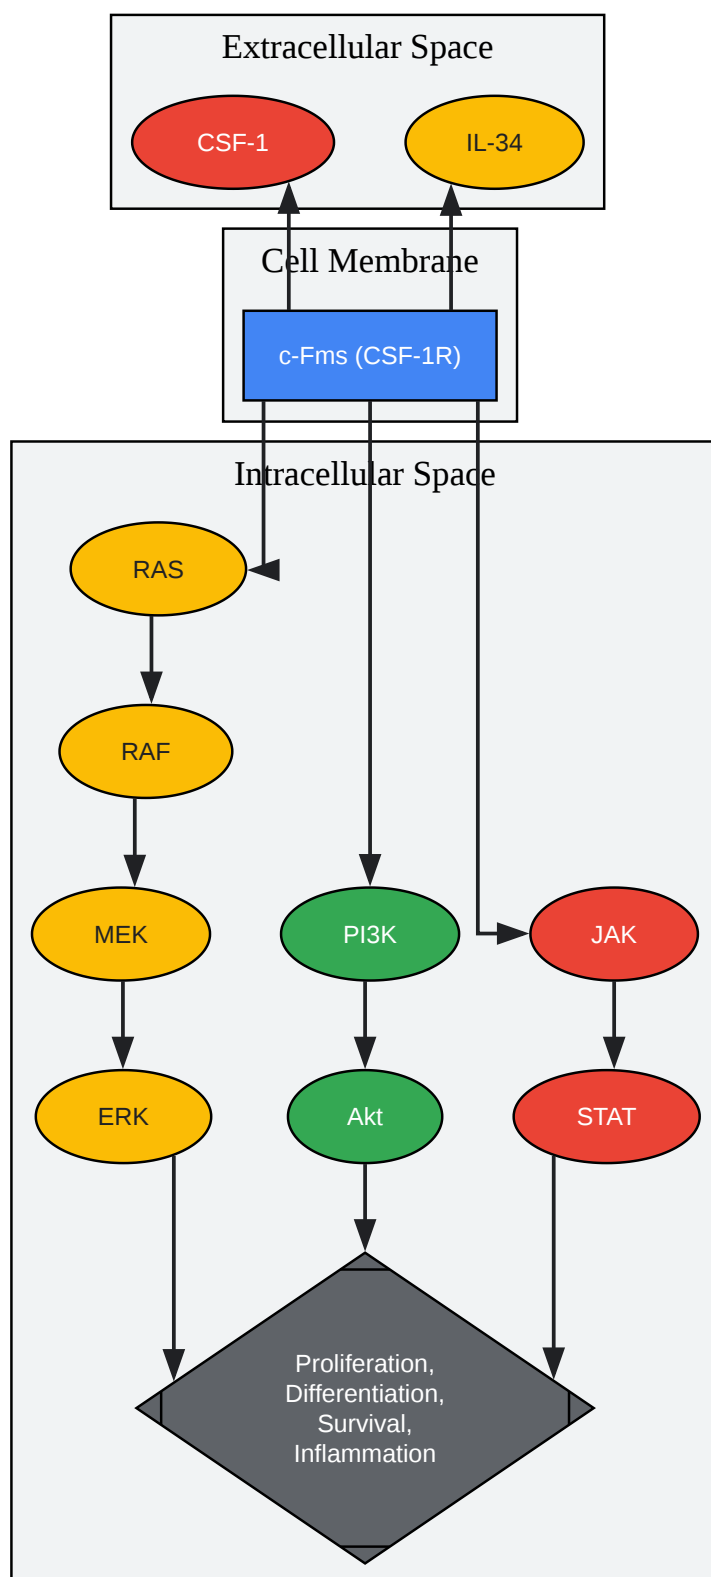 Extracellular Space
CSF-1
IL-34
Cell Membrane
c-Fms (CSF-1R)
Intracellular Space
RAS
RAF
MEK
PI3K
JAK
ERK
Akt
STAT
Proliferation,
Differentiation,
Survival,
Inflammation